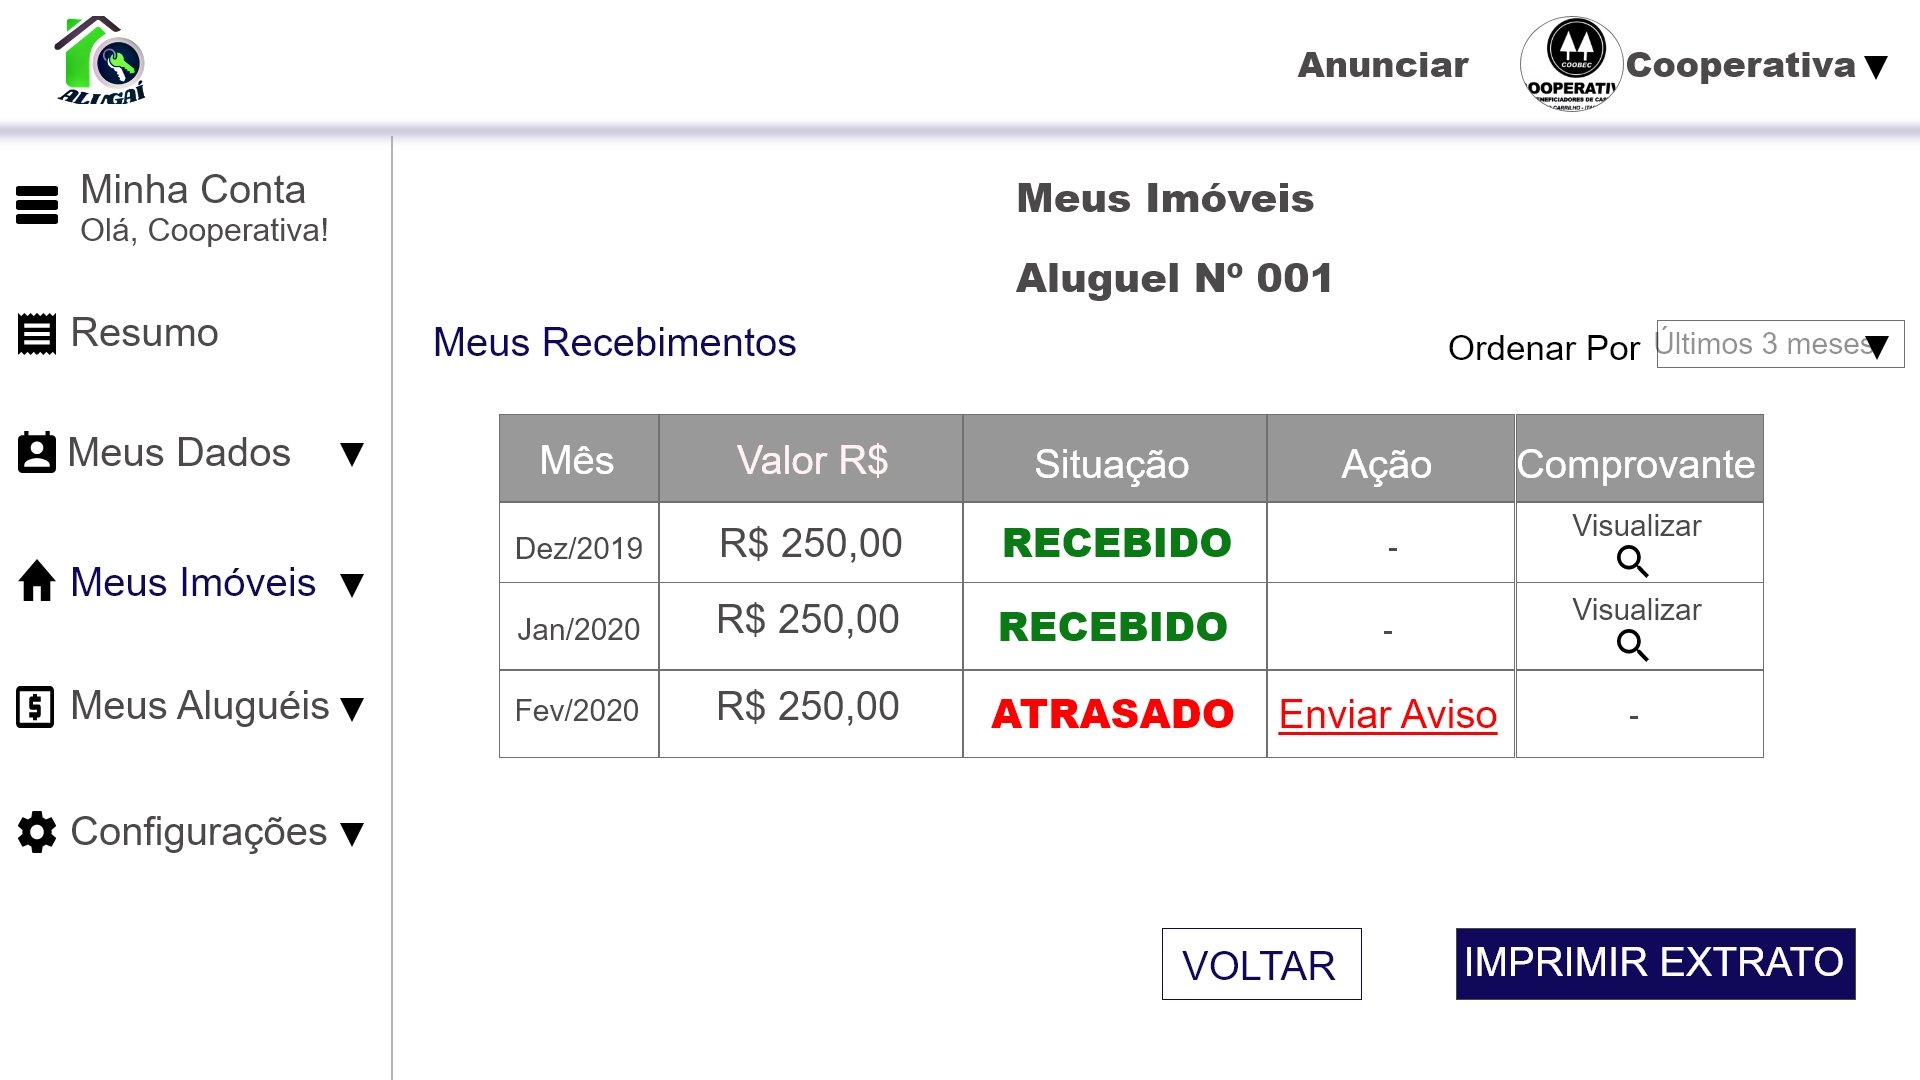 ALUGAÍ
Anunciar
COOBEC
OOPERATIV
Cooperativa
Minha Conta
Olá, Cooperativa!
Resumo
Meus Dados
Meus Imóveis
Meus Aluguéis
Configurações
Meus Imóveis
Aluguel Nº 001
Meus Recebimentos
Ordenar Por Últimos 3 meses
Mês Valor R$ Situação Ação Comprovante
Dez/2019 R$ 250,00 RECEBIDO - Visualizar
Jan/2020 R$ 250,00 RECEBIDO - Visualizar
Fev/2020 R$ 250,00 ATRASADO Enviar Aviso -
VOLTAR
IMPRIMIR EXTRATO